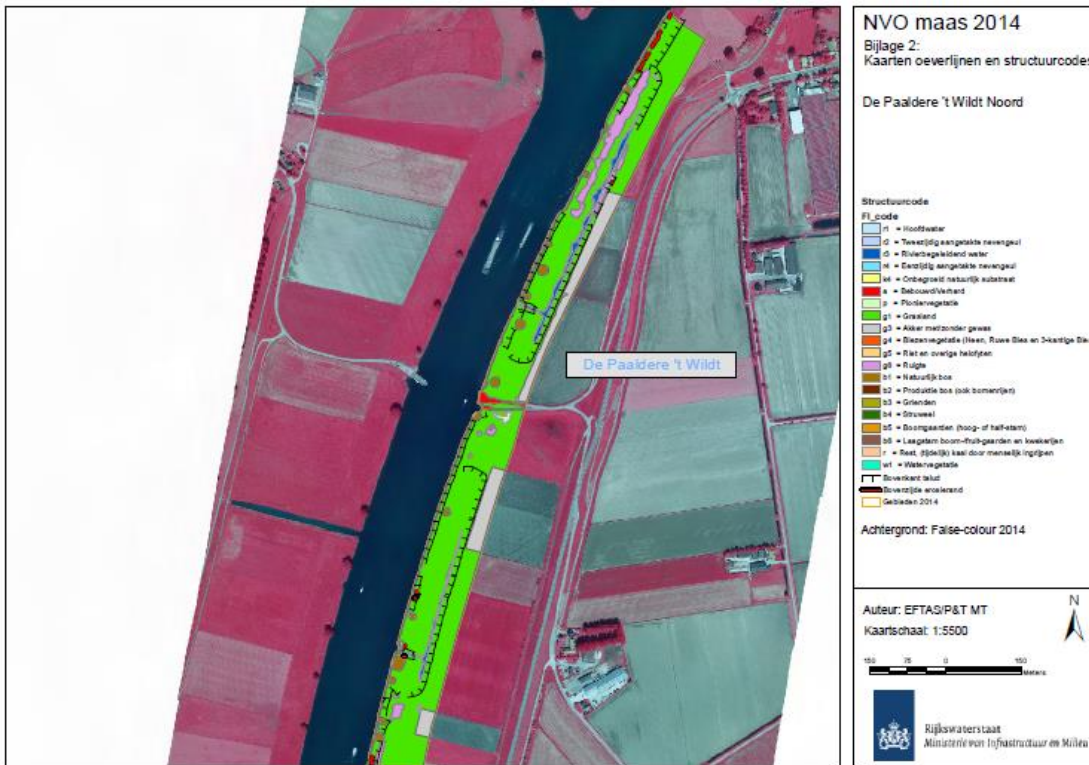 De Paaldere 't Wildt
NVO maas 2014
Bijlage 2:
Kaarten oeverlijnen en structuurcodes
De Paaldere 't Wildt Noord
Structuurcode
FI_code
r1 = Hoofdwater
r2 = Tweezijdig aangetakte nevengeul
r3 = Rivierbegeleidend water
r4 = Eenzijdig aangetakte nevengeul
k4 = Onbegroeid natuurlijk substraat
a = Bebouwd/Verhard
p = Pioniervegetatie
g1 = Grasland
g3 = Akker met/zonder gewas
g4 = Biezenvegetatie (Heen, Ruwe Bies en 3-kantige Bie
g5 = Riet en overige helofyten
g6 = Ruigte
b1 = Natuurlijk bos
b2 = Produktie bos (ook bomenrijen)
b3 = Grienden
b4 = Struweel
b5 = Boomgaarden (hoog- of half-stam)
b6 = Laagstam boom-/fruit-gaarden en kwekerijen
r = Rest, (tijdelijk) kaal door menselijk ingrijpen
w1 = Watervegetatie
Bovenkant talud
Bovenzijde erosierand
Gebieden 2014
Achtergrond: False-colour 2014
Auteur: EFTAS/P&T MT
Kaartschaal: 1:5500
N
150 75 0 150
Meters
Rijkswaterstaat
Ministerie van Infrastructuur en Milieu